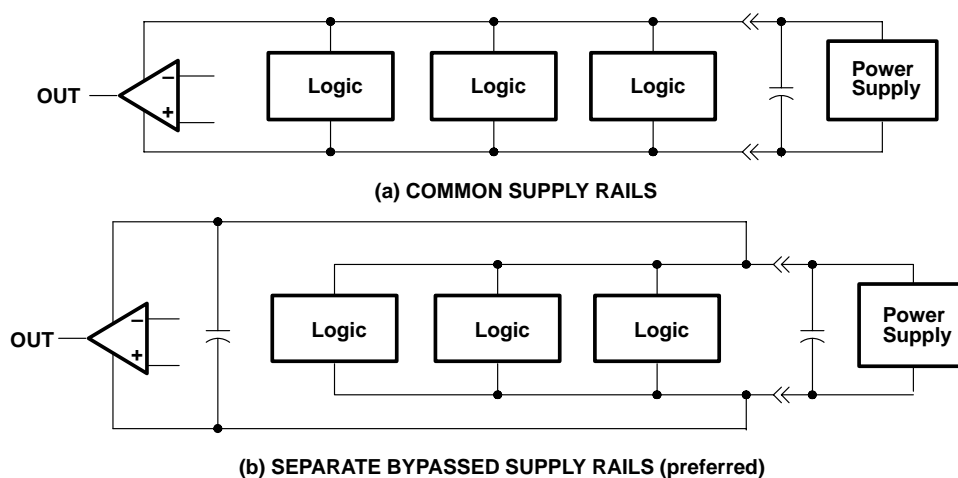 OUT
−
+
Logic
Logic
Logic
Power
Supply
(a) COMMON SUPPLY RAILS
OUT
−
+
Logic
Logic
Logic
Power
Supply
(b) SEPARATE BYPASSED SUPPLY RAILS (preferred)